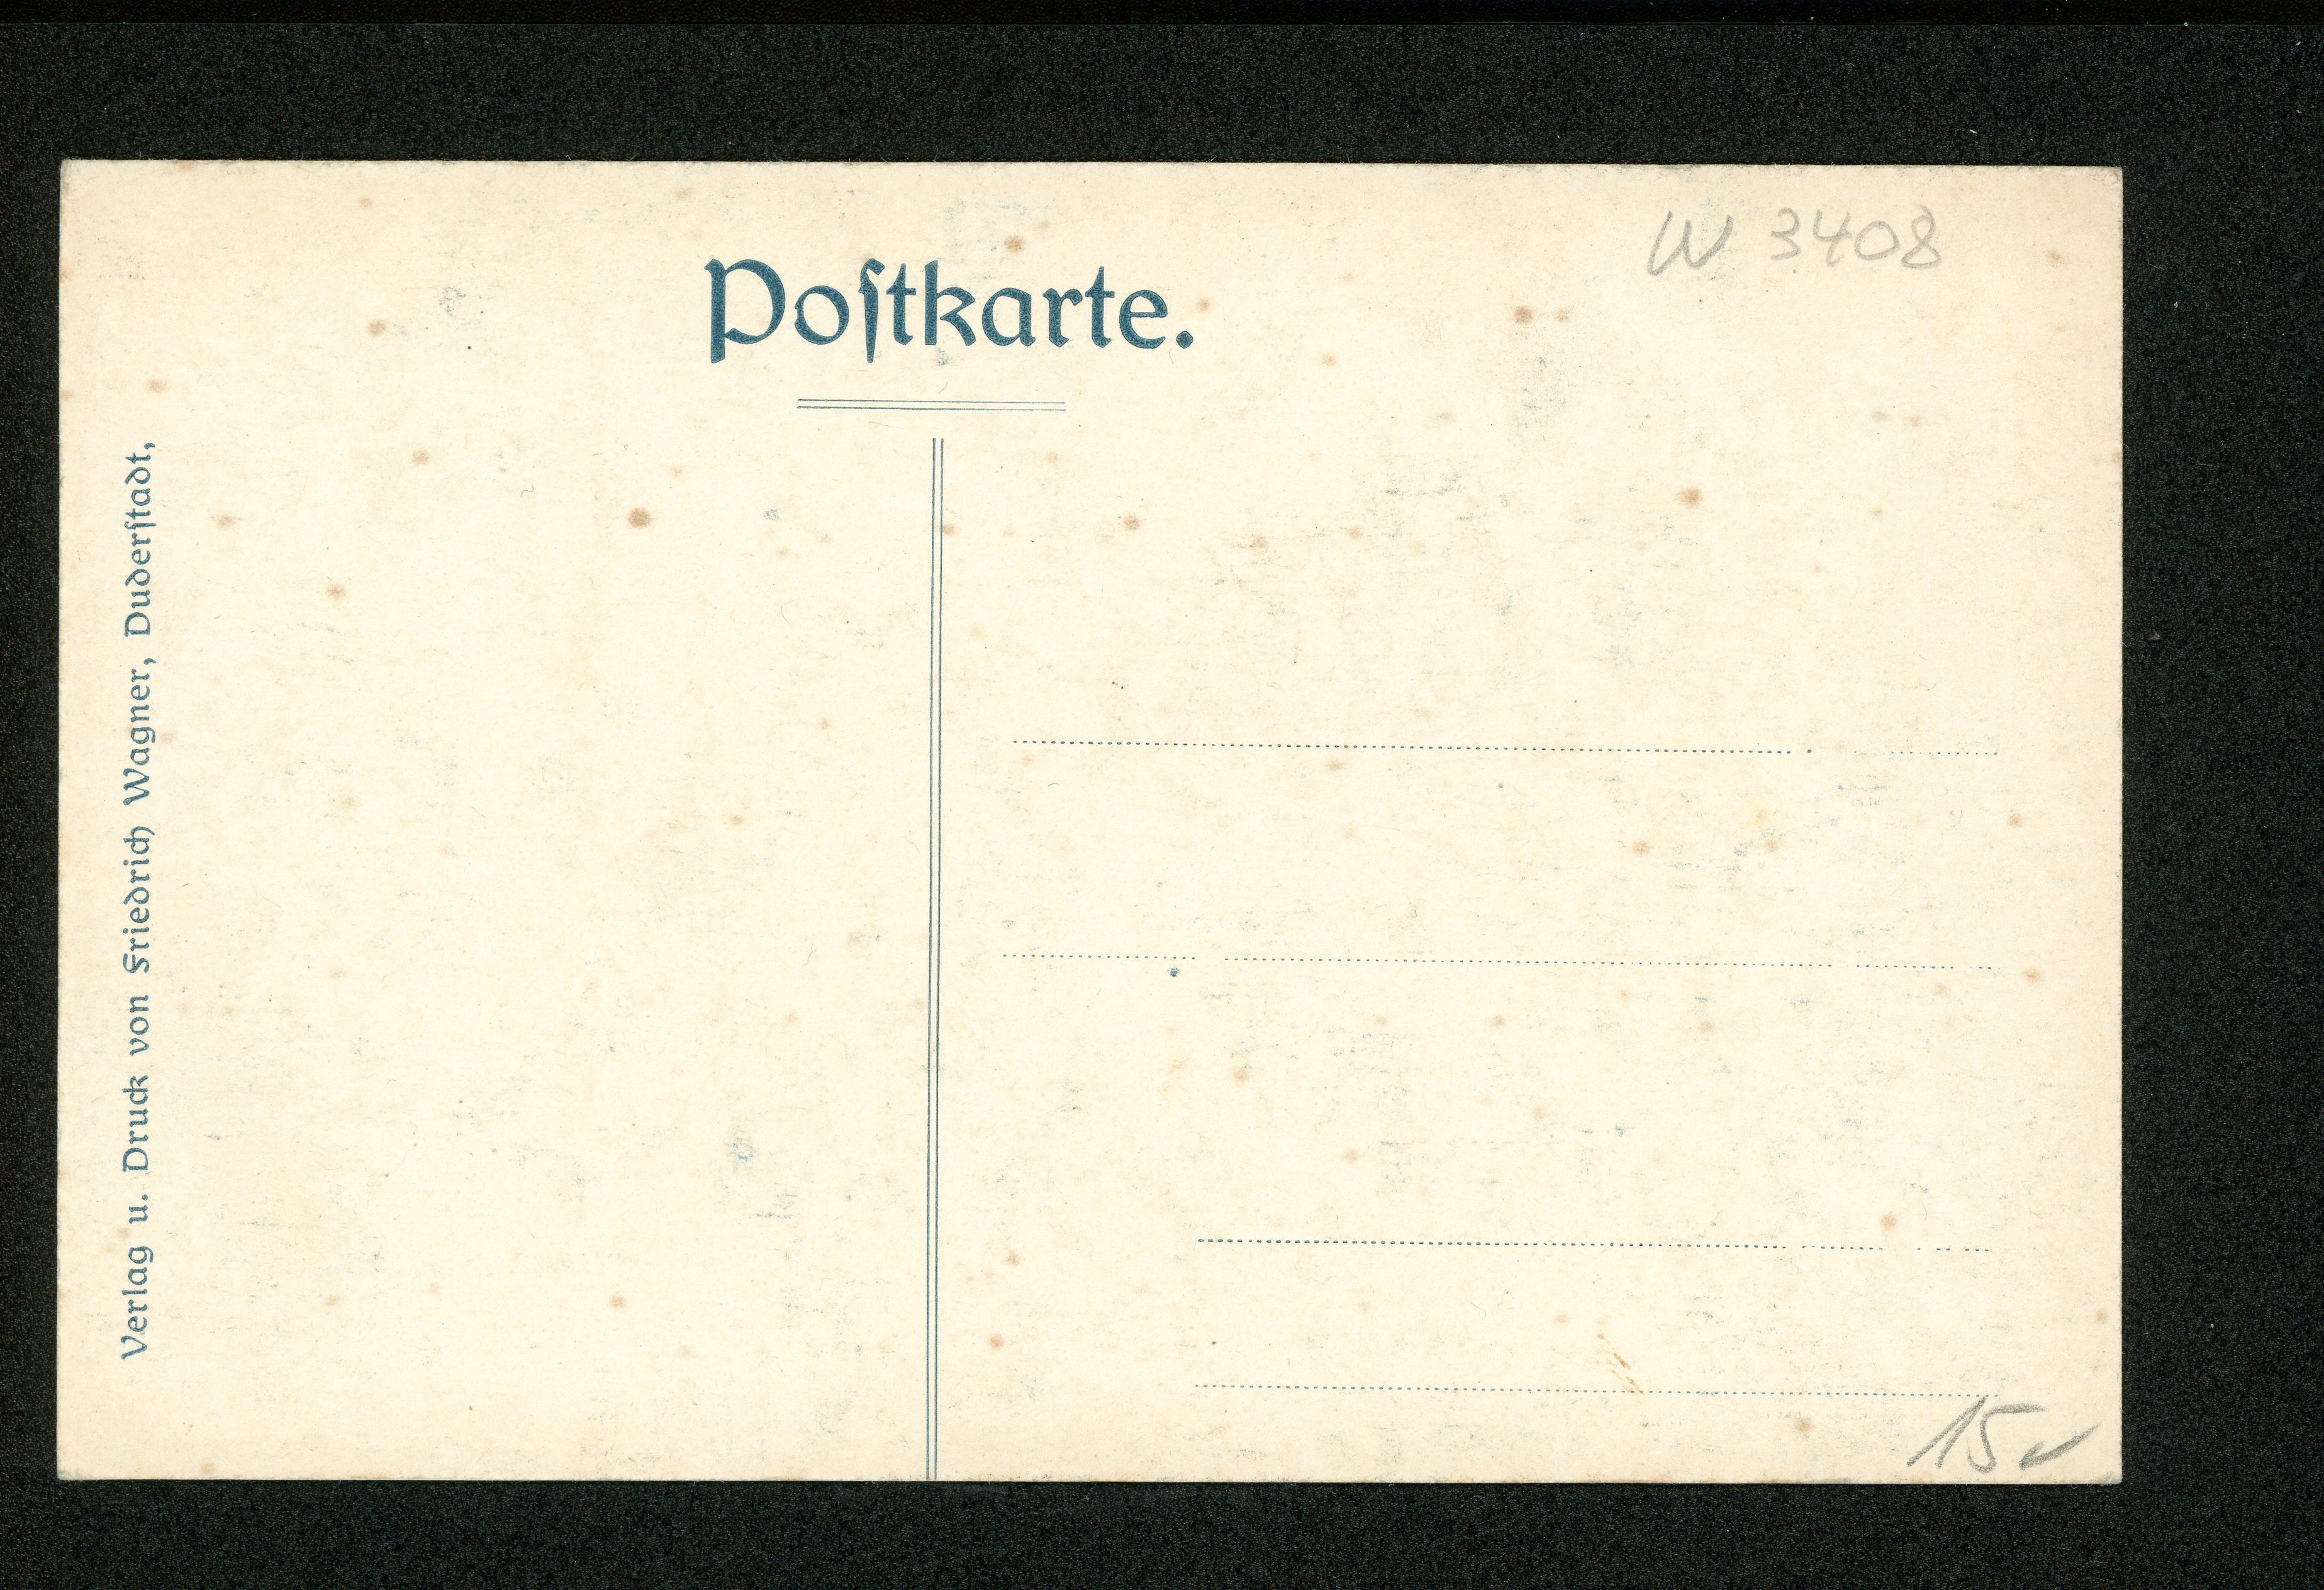 Poſtkarte.
W 3408
Verlag u. Druck von Friedrich Wagner, Duderſtadt,
15